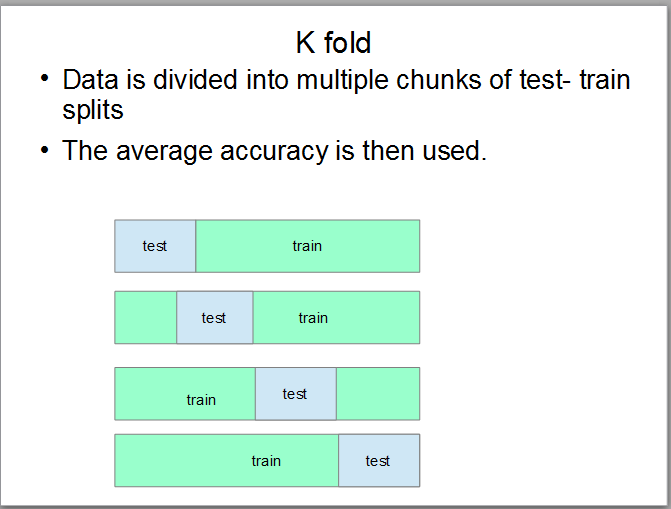 K fold
• Data is divided into multiple chunks of test- train
splits
• The average accuracy is then used.
test train
test train
train test
train test